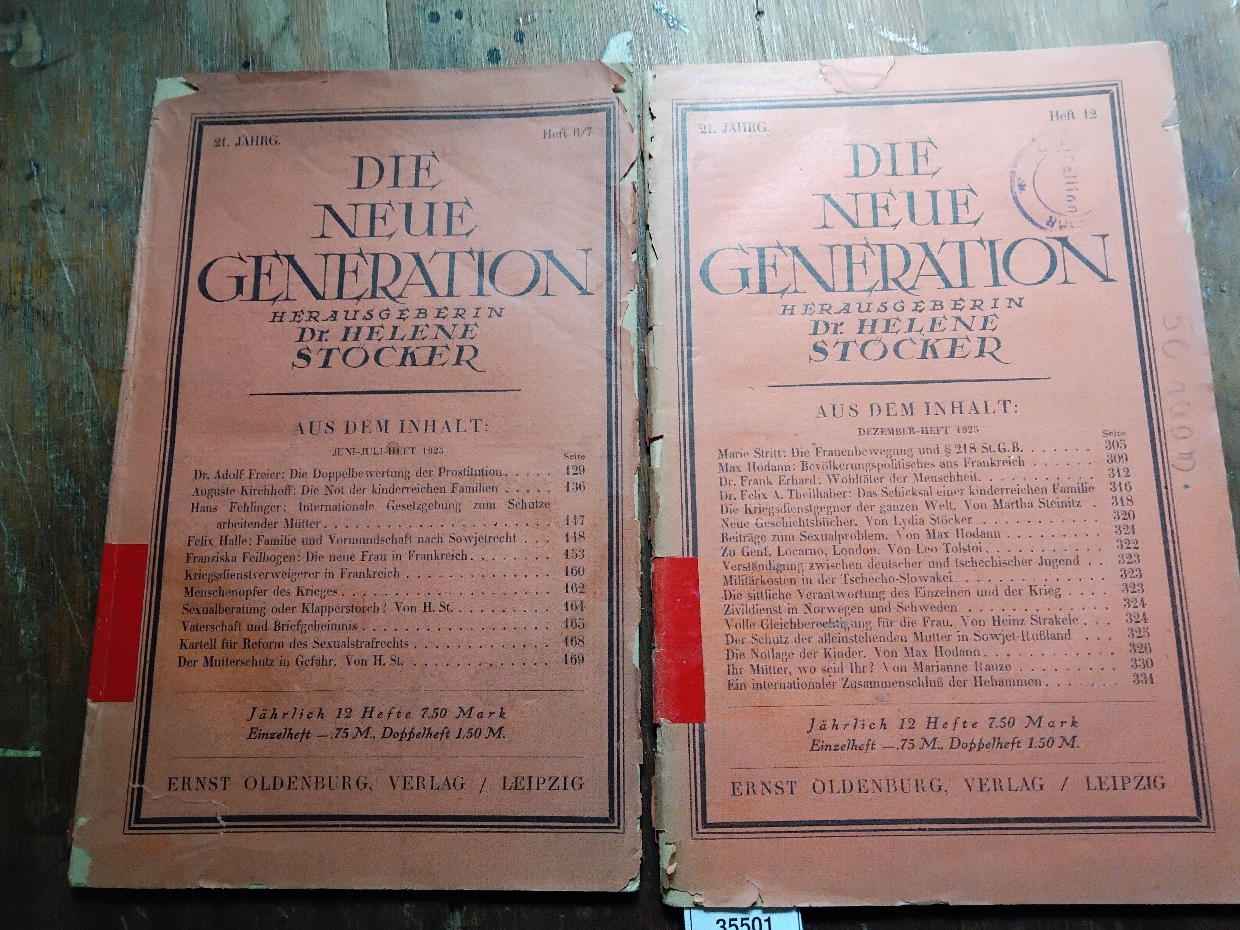 21. JAHRG.
Heft 6/7
DIE
NEUE
GENERATION
HERAUSGEBERIN
Dr. HELENE
STÖCKER
AUS DEM INHALT:
JUNI-JULI-HEFT 1925
Seite
Dr. Adolf Freier: Die Doppelbewertung der Prostitution . . . . . 129
Auguste Kirchhoff: Die Not der kinderreichen Familien . . . . . 136
Hans Fehlinger: Internationale Gesetzgebung zum Schutze
arbeitender Mütter . . . . . . . . . . . . . . . 147
Felix Halle: Familie und Vormundschaft nach Sowjetrecht . . . 148
Franziska Feilbogen: Die neue Frau in Frankreich . . . . . . . 153
Kriegsdienstverweigerer in Frankreich . . . . . . . . . . . . 160
Menschenopfer des Krieges . . . . . . . . . . . . . . . . 162
Sexualberatung oder Klapperstorch? Von H. St. . . . . . . . . 164
Vaterschaft und Briefgeheimnis . . . . . . . . . . . . . . 165
Kartell für Reform des Sexualstrafrechts . . . . . . . . . . 168
Der Mutterschutz in Gefahr. Von H. St. . . . . . . . . . . . 169
Jährlich 12 Hefte 7.50 Mark
Einzelheft —.75 M., Doppelheft 1.50 M.
ERNST OLDENBURG, VERLAG / LEIPZIG
21. JAHRG.
Heft 12
DIE
NEUE
GENERATION
HERAUSGEBERIN
Dr. HELENE
STÖCKER
AUS DEM INHALT:
DEZEMBER-HEFT 1925
Seite
Marie Stritt: Die Frauenbewegung und § 218 St.G.B. . . . . . . . 305
Max Hodann: Bevölkerungspolitisches aus Frankreich . . . . . . 309
Dr. Frank Erhard: Wohltäter der Menschheit . . . . . . . . . 312
Dr. Felix A. Theilhaber: Das Schicksal einer kinderreichen Familie 316
Die Kriegsdienstgegner der ganzen Welt. Von Martha Steinitz . 318
Neue Geschichtsbücher. Von Lydia Stöcker . . . . . . . . . 320
Beiträge zum Sexualproblem. Von Max Hodann . . . . . . . . 321
Zu Genf, Locarno, London. Von Leo Tolstoi . . . . . . . . . 322
Verständigung zwischen deutscher und tschechischer Jugend . . 323
Militärkosten in der Tschecho-Slowakei . . . . . . . . . . . 323
Die sittliche Verantwortung des Einzelnen und der Krieg . . . . 323
Zivildienst in Norwegen und Schweden . . . . . . . . . . . 324
Volle Gleichberechtigung für die Frau. Von Heinz Strakele . . . 324
Der Schutz der alleinstehenden Mutter in Sowjet-Rußland . . . 325
Die Notlage der Kinder. Von Max Hodann . . . . . . . . . . 326
Ihr Mütter, wo seid Ihr? Von Marianne Rauze . . . . . . . . 330
Ein internationaler Zusammenschluß der Hebammen . . . . . . 331
Jährlich 12 Hefte 7.50 Mark
Einzelheft —.75 M., Doppelheft 1.50 M.
ERNST OLDENBURG, VERLAG / LEIPZIG
35501